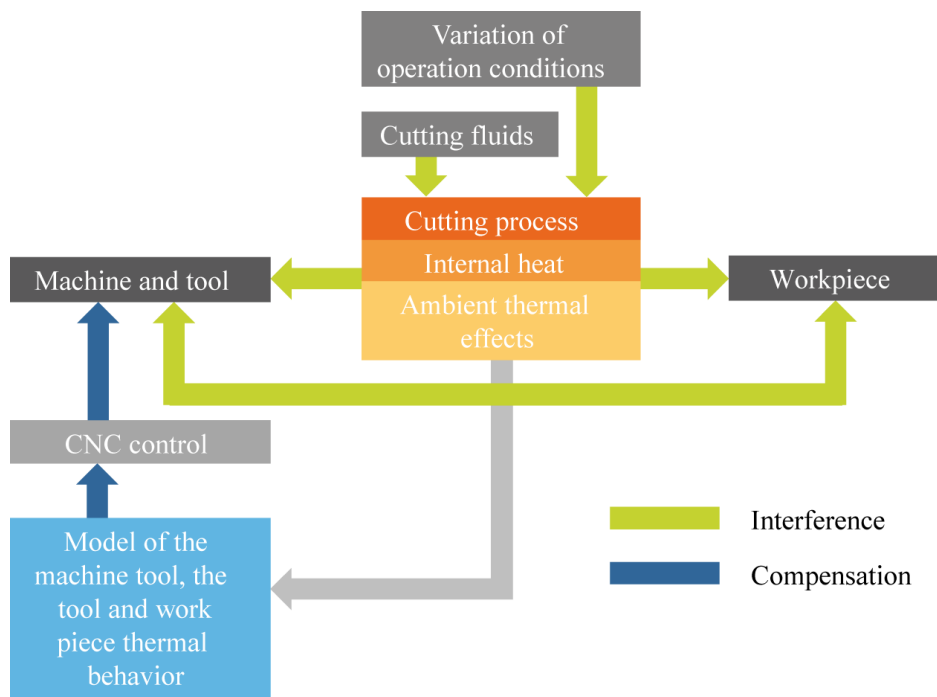 Variation of
operation conditions
Cutting fluids
Cutting process
Internal heat
Ambient thermal
effects
Machine and tool
Workpiece
CNC control
Model of the
machine tool, the
tool and work
piece thermal
behavior
Interference
Compensation